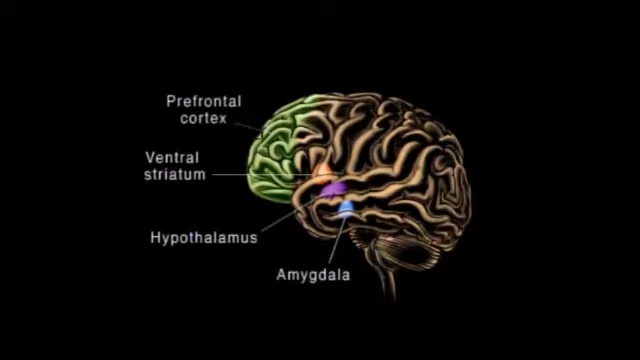 Prefrontal
cortex
Ventral
striatum
Hypothalamus
Amygdala